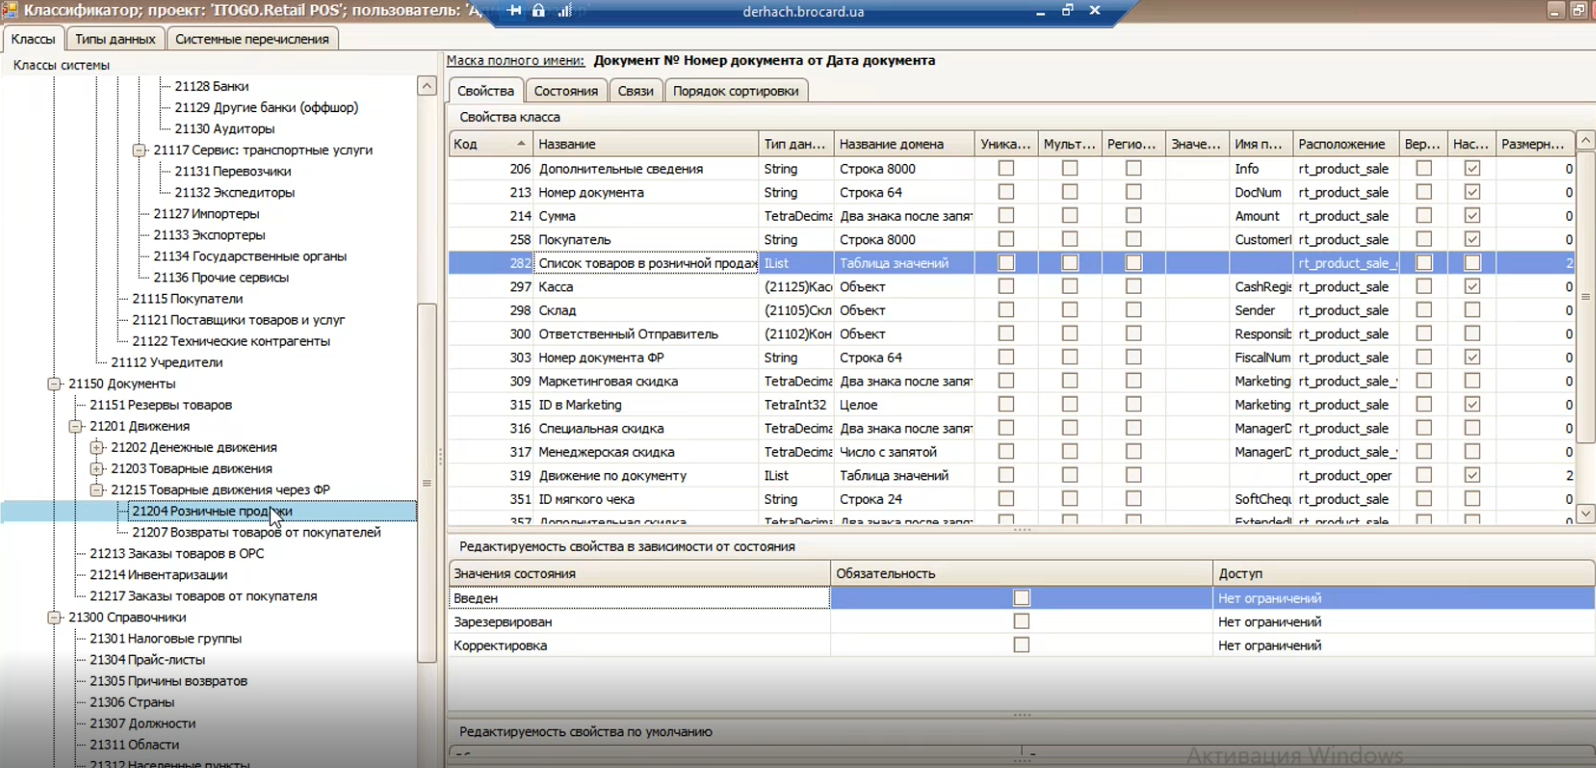 Классификатор; проект: 'ITOGO.Retail POS'; пользователь:
derhach.brocard.ua
Классы Типы данных Системные перечисления
Классы системы
21128 Банки
21129 Другие банки (оффшор)
21130 Аудиторы
21117 Сервис: транспортные услуги
21131 Перевозчики
21132 Экспедиторы
21127 Импортеры
21133 Экспортеры
21134 Государственные органы
21136 Прочие сервисы
21115 Покупатели
21121 Поставщики товаров и услуг
21122 Технические контрагенты
21112 Учредители
21150 Документы
21151 Резервы товаров
21201 Движения
21202 Денежные движения
21203 Товарные движения
21215 Товарные движения через ФР
21204 Розничные продажи
21207 Возвраты товаров от покупателей
21213 Заказы товаров в ОРС
21214 Инвентаризации
21217 Заказы товаров от покупателя
21300 Справочники
21301 Налоговые группы
21304 Прайс-листы
21305 Причины возвратов
21306 Страны
21307 Должности
21311 Области
21312 Населенные пункты
Маска полного имени: Документ № Номер документа от Дата документа
Свойства Состояния Связи Порядок сортировки
Свойства класса
Код Название Тип дан... Название домена Уника... Мульт... Регио... Значе... Имя п... Расположение Вер... Нас... Размерн...
206 Дополнительные сведения String Строка 8000 Info rt_product_sale 0
213 Номер документа String Строка 64 DocNum rt_product_sale 0
214 Сумма TetraDecima Два знака после запят Amount rt_product_sale 0
258 Покупатель String Строка 8000 CustomerI rt_product_sale 0
282 Список товаров в розничной продаж IList Таблица значений rt_product_sale_ 2
297 Касса (21125)Кас Объект CashRegis rt_product_sale 0
298 Склад (21105)Скл Объект Sender rt_product_sale 0
300 Ответственный Отправитель (21102)Кон Объект Responsib rt_product_sale 0
303 Номер документа ФР String Строка 64 FiscalNum rt_product_sale 0
309 Маркетинговая скидка TetraDecima Два знака после запят Marketing rt_product_sale_ 0
315 ID в Marketing TetraInt32 Целое Marketing rt_product_sale 0
316 Специальная скидка TetraDecima Два знака после запят ManagerD rt_product_sale_ 0
317 Менеджерская скидка TetraDecima Число с запятой ManagerD rt_product_sale_ 0
319 Движение по документу IList Таблица значений rt_product_oper 2
351 ID мягкого чека String Строка 24 SoftChequ rt_product_sale_ 0
357 Дополнительная скидка TetraDecima Два знака после запят Extended rt_product_sale_ 0
Редактируемость свойства в зависимости от состояния
Значения состояния Обязательность Доступ
Введен Нет ограничений
Зарезервирован Нет ограничений
Корректировка Нет ограничений
Редактируемость свойства по умолчанию
Активация Windows